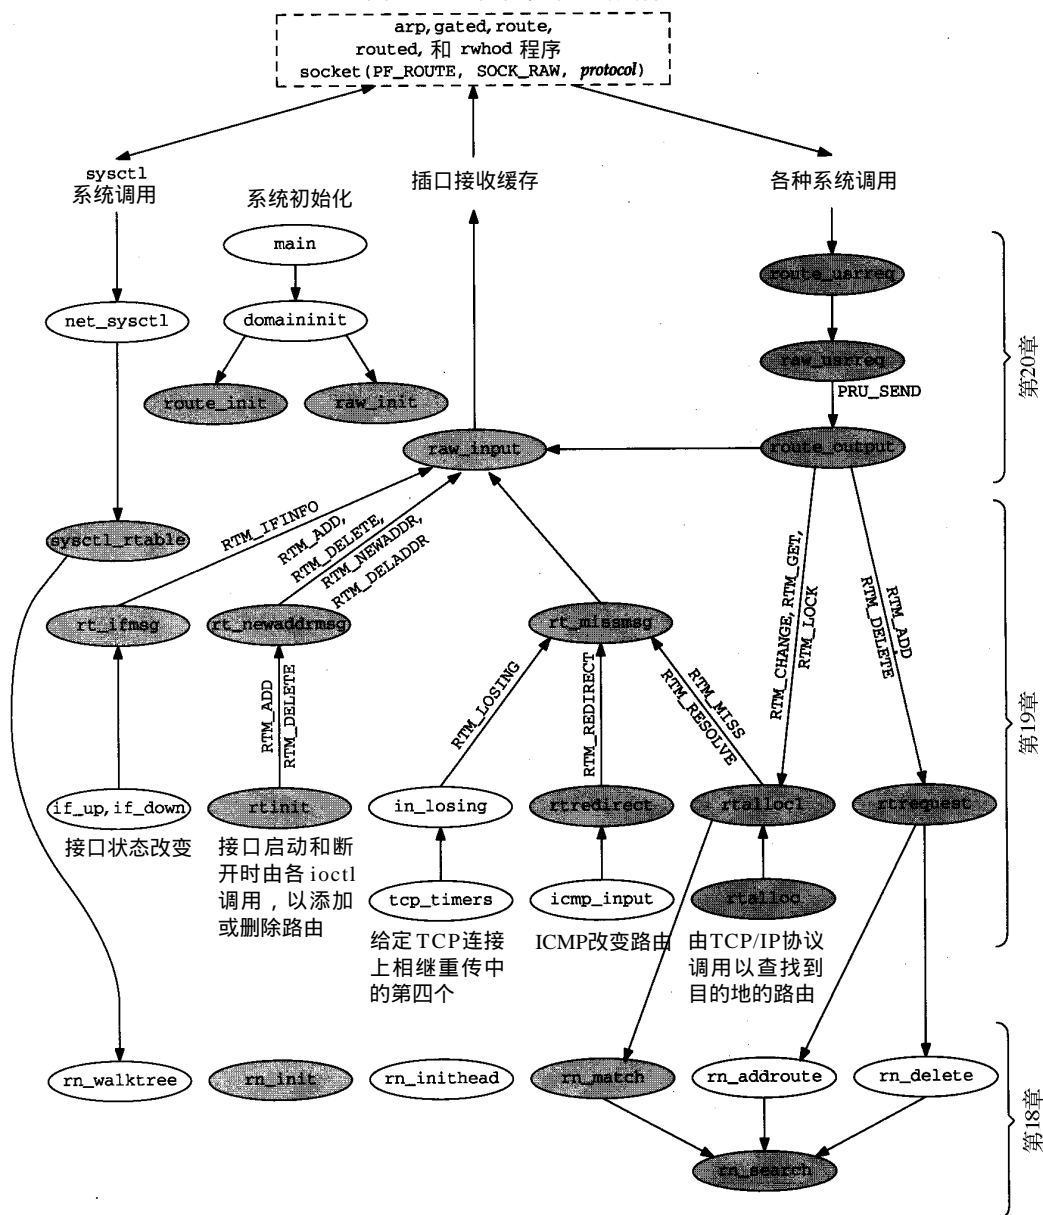 arp, gated, route,
routed, 和 rwhod 程序
socket(PF_ROUTE, SOCK_RAW, protocol)
sysctl
系统调用
系统初始化
插口接收缓存
各种系统调用
main
route_usrreq
net_sysctl
domaininit
raw_usrreq
PRU_SEND
route_init
raw_init
raw_input
route_output
第20章
sysctl_rtable
RTM_IFINFO
RTM_ADD,
RTM_DELETE,
RTM_NEWADDR,
RTM_DELADDR
RTM_CHANGE, RTM_GET,
RTM_LOCK
RTM_ADD
RTM_DELETE
rt_ifmsg
rt_newaddrmsg
rt_missmsg
RTM_ADD
RTM_DELETE
RTM_LOSING
RTM_REDIRECT
RTM_MISS
RTM_RESOLVE
第19章
if_up, if_down
rtinit
in_losing
rtredirect
rtalloc1
rtrequest
接口状态改变
接口启动和断
开时由各 ioctl
调用，以添加
或删除路由
tcp_timers
icmp_input
rtalloc
给定TCP连接
上相继重传中
的第四个
ICMP改变路由
由TCP/IP协议
调用以查找到
目的地的路由
rn_walktree
rn_init
rn_inithead
rn_match
rn_addroute
rn_delete
rn_search
第18章